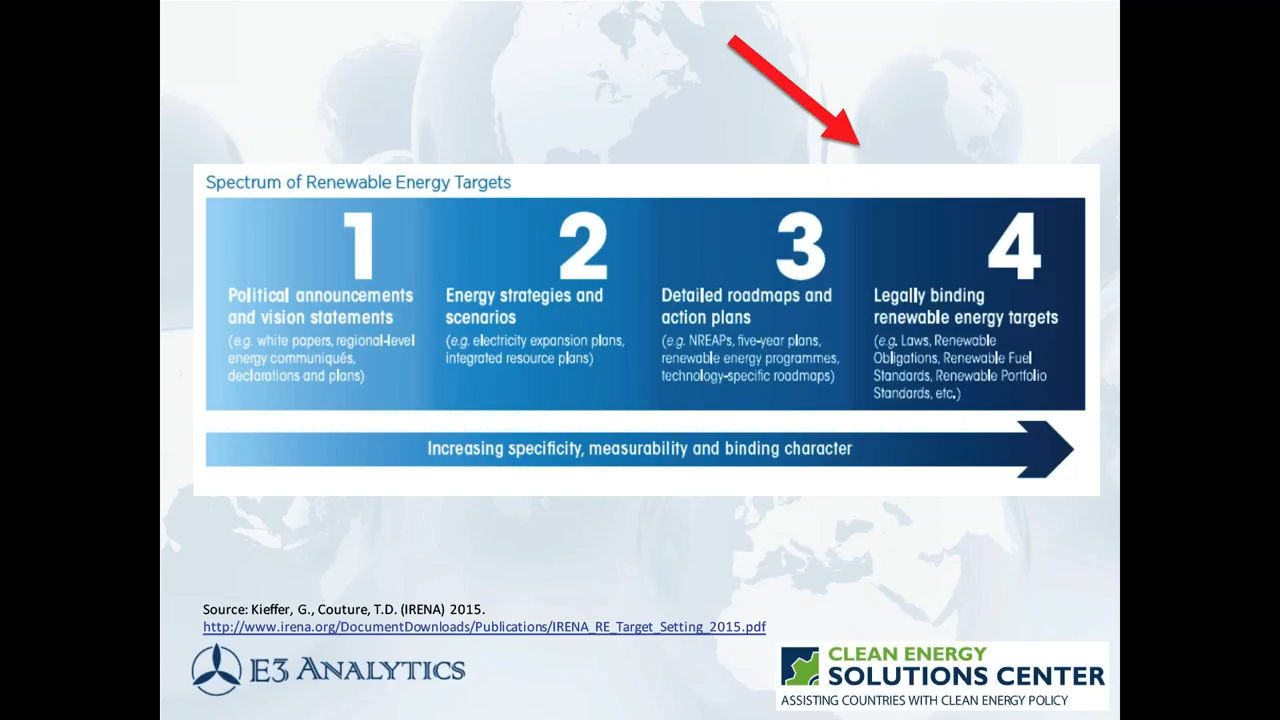 Spectrum of Renewable Energy Targets
1
Political announcements
and vision statements
(e.g. white papers, regional-level
energy communiqués,
declarations and plans)
2
Energy strategies and
scenarios
(e.g. electricity expansion plans,
integrated resource plans)
3
Detailed roadmaps and
action plans
(e.g. NREAPs, five-year plans,
renewable energy programmes,
technology-specific roadmaps)
4
Legally binding
renewable energy targets
(e.g. Laws, Renewable
Obligations, Renewable Fuel
Standards, Renewable Portfolio
Standards, etc.)
Increasing specificity, measurability and binding character
Source: Kieffer, G., Couture, T.D. (IRENA) 2015.
http://www.irena.org/DocumentDownloads/Publications/IRENA_RE_Target_Setting_2015.pdf
E3 ANALYTICS
CLEAN ENERGY
SOLUTIONS CENTER
ASSISTING COUNTRIES WITH CLEAN ENERGY POLICY